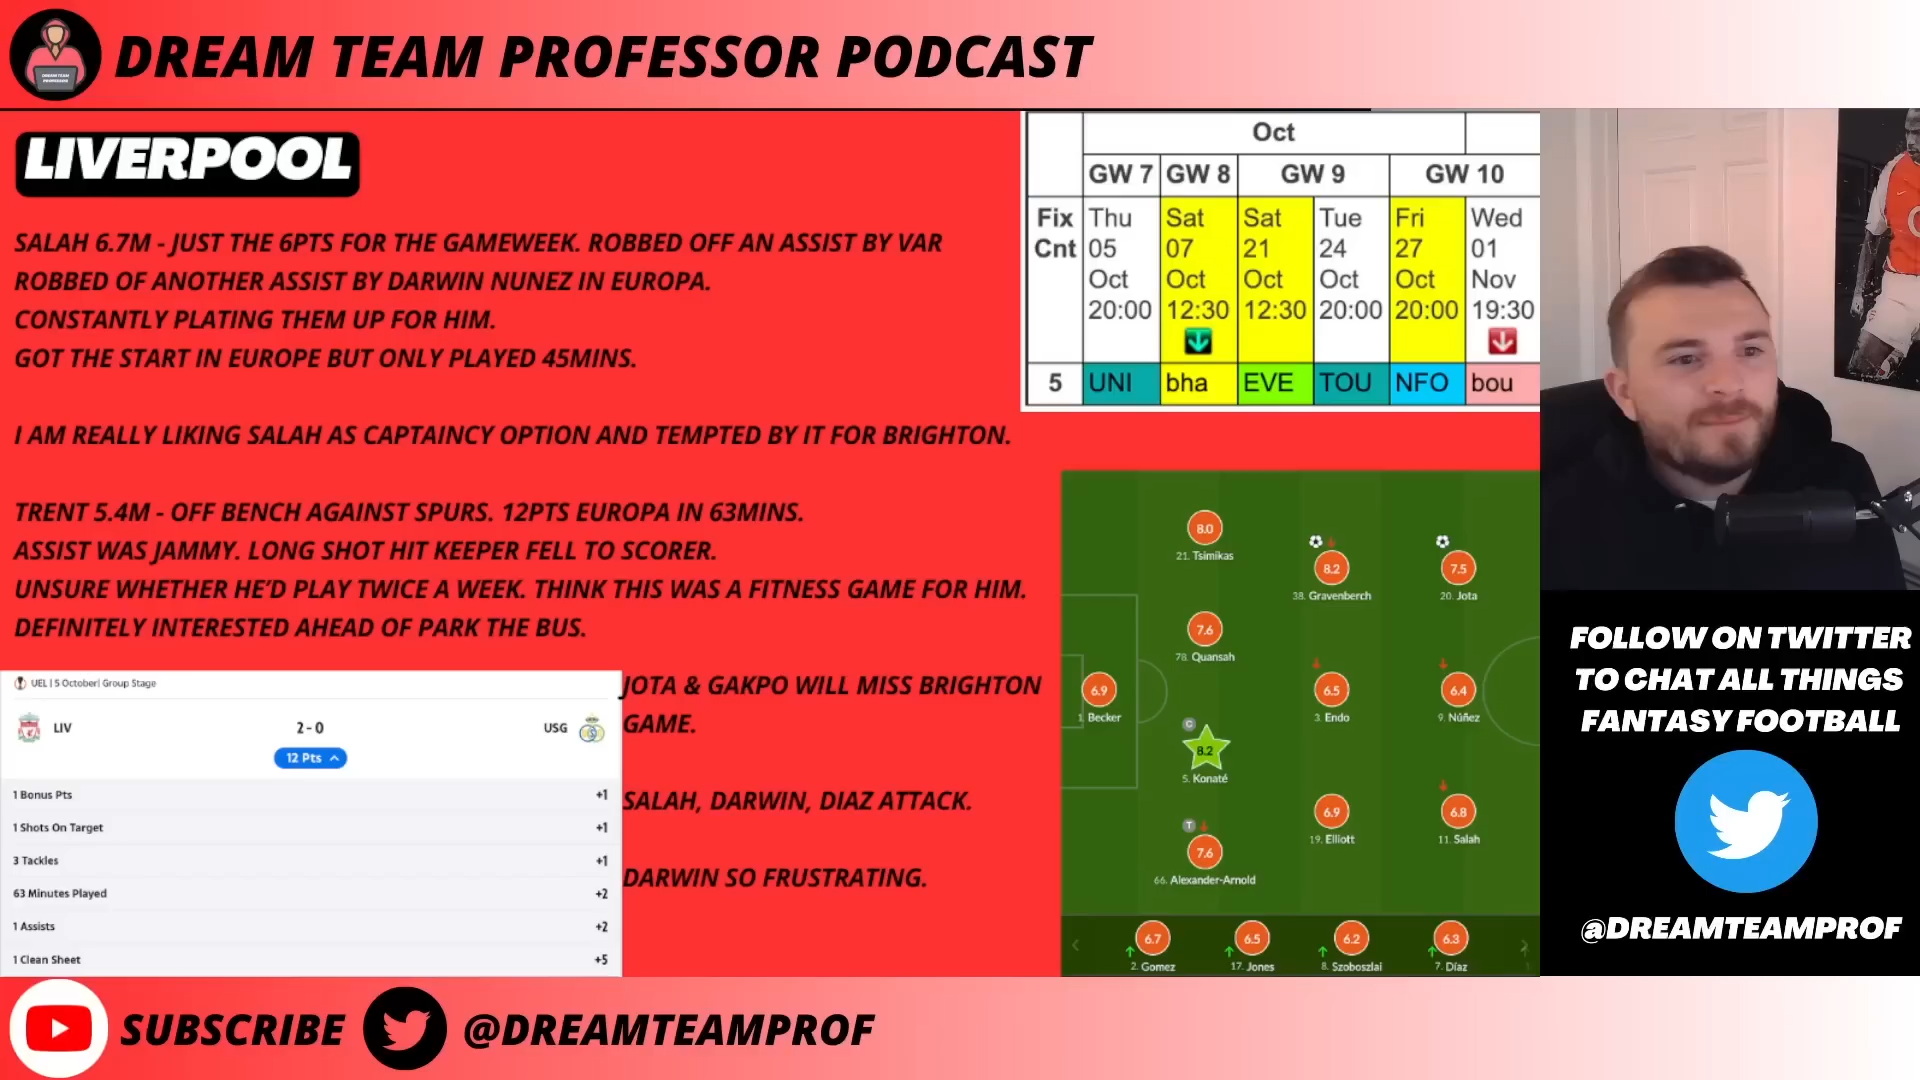 DREAM TEAM PROFESSOR PODCAST
LIVERPOOL
SALAH 6.7M - JUST THE 6PTS FOR THE GAMEWEEK. ROBBED OFF AN ASSIST BY VAR
ROBBED OF ANOTHER ASSIST BY DARWIN NUNEZ IN EUROPA.
CONSTANTLY PLATING THEM UP FOR HIM.
GOT THE START IN EUROPE BUT ONLY PLAYED 45MINS.
I AM REALLY LIKING SALAH AS CAPTAINCY OPTION AND TEMPTED BY IT FOR BRIGHTON.
TRENT 5.4M - OFF BENCH AGAINST SPURS. 12PTS EUROPA IN 63MINS.
ASSIST WAS JAMMY. LONG SHOT HIT KEEPER FELL TO SCORER.
UNSURE WHETHER HE'D PLAY TWICE A WEEK. THINK THIS WAS A FITNESS GAME FOR HIM.
DEFINITELY INTERESTED AHEAD OF PARK THE BUS.
JOTA & GAKPO WILL MISS BRIGHTON
GAME.
SALAH, DARWIN, DIAZ ATTACK.
DARWIN SO FRUSTRATING.
UEL | 5 October| Group Stage
LIV 2 - 0 USG
12 Pts
1 Bonus Pts +1
1 Shots On Target +1
3 Tackles +1
63 Minutes Played +2
1 Assists +2
1 Clean Sheet +5
Oct
GW 7 GW 8 GW 9 GW 10
Fix Thu Sat Sat Tue Fri Wed
Cnt 05 07 21 24 27 01
Oct Oct Oct Oct Oct Nov
20:00 12:30 12:30 20:00 20:00 19:30
5 UNI bha EVE TOU NFO bou
8.0
21. Tsimikas
8.2
38. Gravenberch
7.5
20. Jota
7.6
78. Quansah
6.9
1. Becker
6.5
3. Endo
6.4
9. Núñez
C
8.2
5. Konaté
6.9
19. Elliott
6.8
11. Salah
T
7.6
66. Alexander-Arnold
6.7 6.5 6.2 6.3
2. Gomez 17. Jones 8. Szoboszlai 7. Díaz
FOLLOW ON TWITTER
TO CHAT ALL THINGS
FANTASY FOOTBALL
@DREAMTEAMPROF
SUBSCRIBE @DREAMTEAMPROF